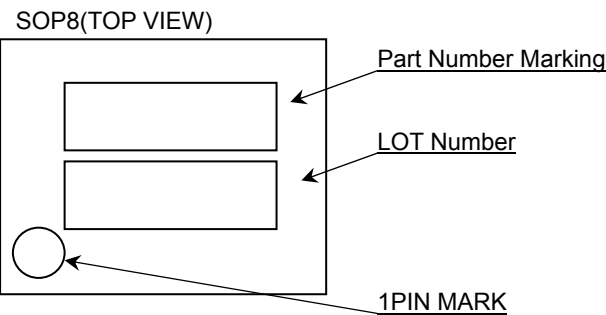 SOP8(TOP VIEW)
Part Number Marking
LOT Number
1PIN MARK